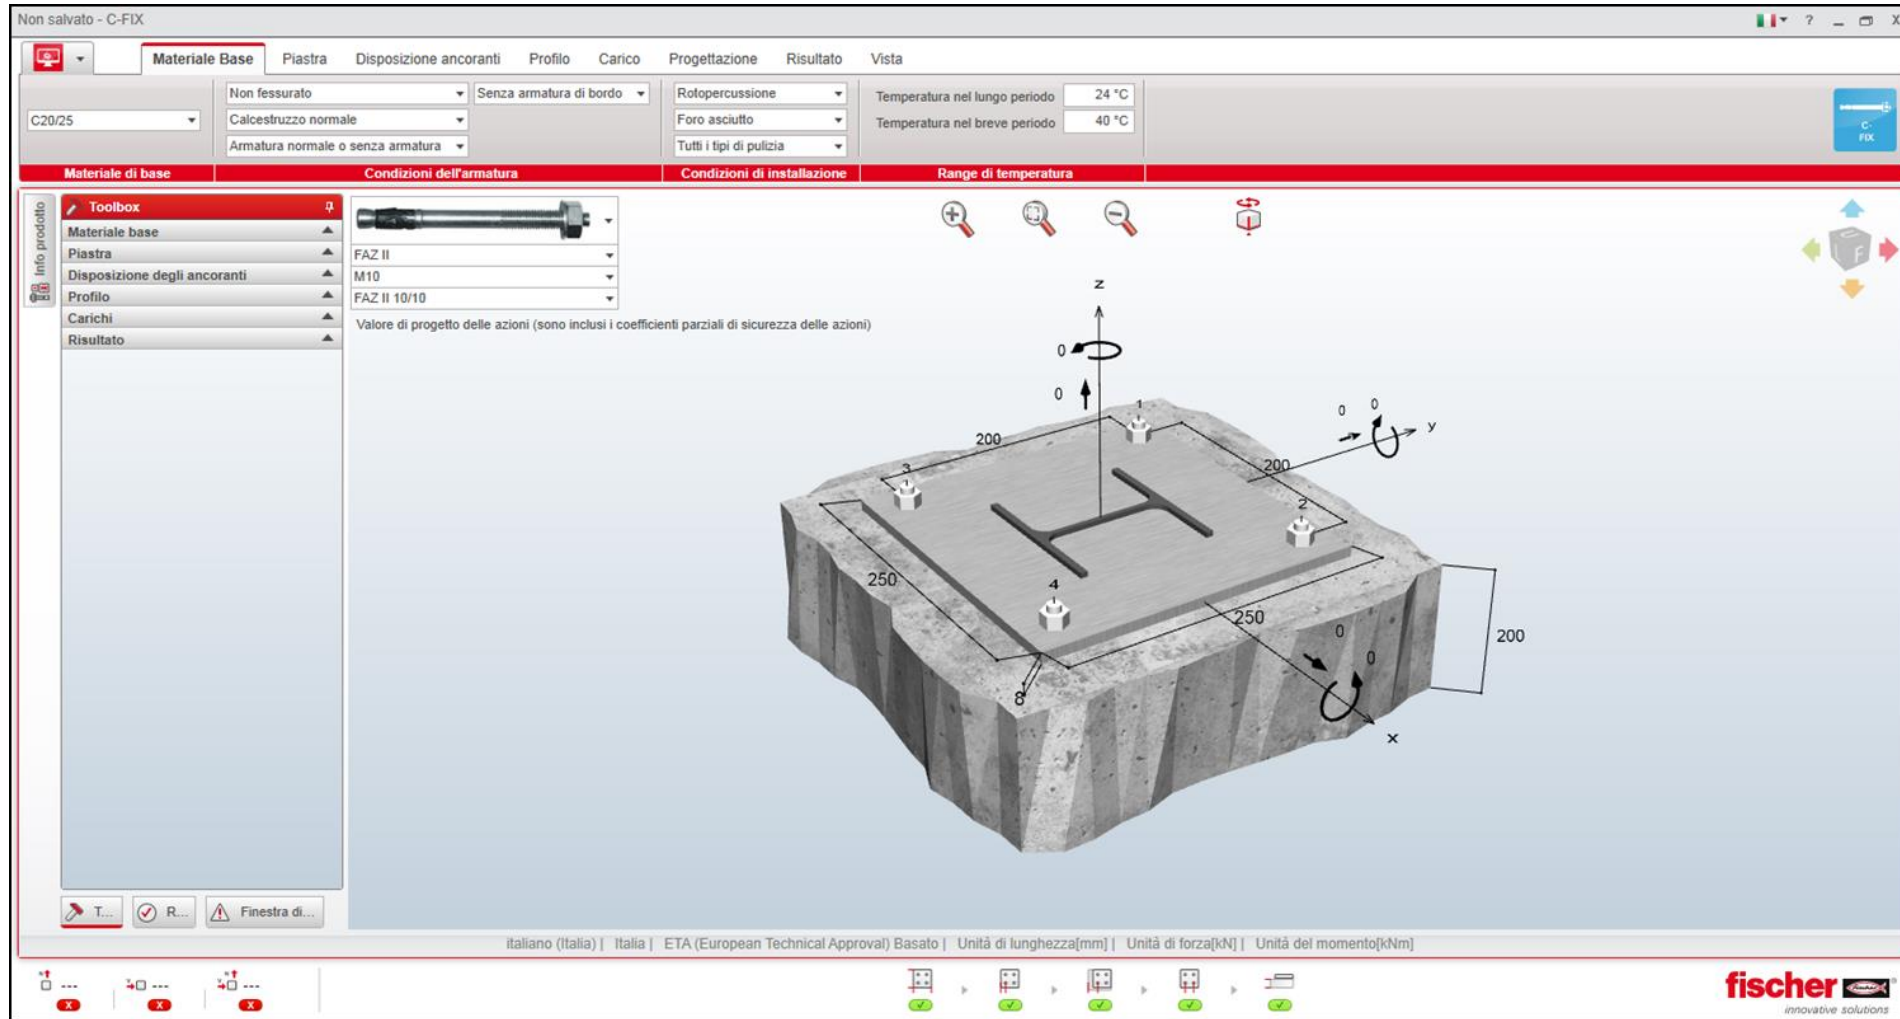 Non salvato - C-FIX
?
X
Materiale Base
Piastra
Disposizione ancoranti
Profilo
Carico
Progettazione
Risultato
Vista
C20/25
Non fessurato
Senza armatura di bordo
Calcestruzzo normale
Armatura normale o senza armatura
Rotopercussione
Foro asciutto
Tutti i tipi di pulizia
Temperatura nel lungo periodo 24 °C
Temperatura nel breve periodo 40 °C
C-
FIX
Materiale di base
Condizioni dell'armatura
Condizioni di installazione
Range di temperatura
Info prodotto
Toolbox
Materiale base
Piastra
Disposizione degli ancoranti
Profilo
Carichi
Risultato
FAZ II
M10
FAZ II 10/10
Valore di progetto delle azioni (sono inclusi i coefficienti parziali di sicurezza delle azioni)
L F
z
0
0
1
0 0
y
200
200
3
2
250
4
250
0
200
0
8
x
T...
R...
Finestra di...
italiano (Italia) | Italia | ETA (European Technical Approval) Basato | Unità di lunghezza[mm] | Unità di forza[kN] | Unità del momento[kNm]
N --- V --- N V ---
X X X
fischer
innovative solutions